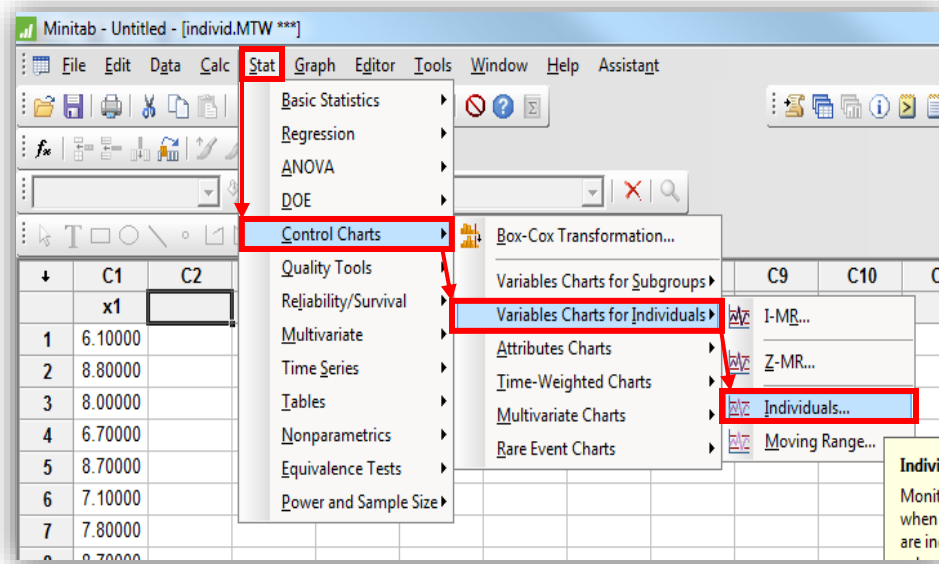 Minitab - Untitled - [individ.MTW ***]
File Edit Data Calc Stat Graph Editor Tools Window Help Assistant
Basic Statistics
Regression
ANOVA
DOE
Control Charts
Quality Tools
Reliability/Survival
Multivariate
Time Series
Tables
Nonparametrics
Equivalence Tests
Power and Sample Size
Box-Cox Transformation...
Variables Charts for Subgroups
Variables Charts for Individuals
Attributes Charts
Time-Weighted Charts
Multivariate Charts
Rare Event Charts
I-MR...
Z-MR...
Individuals...
Moving Range...
C1 C2 C9 C10
x1
1 6.10000
2 8.80000
3 8.00000
4 6.70000
5 8.70000
6 7.10000
7 7.80000
when